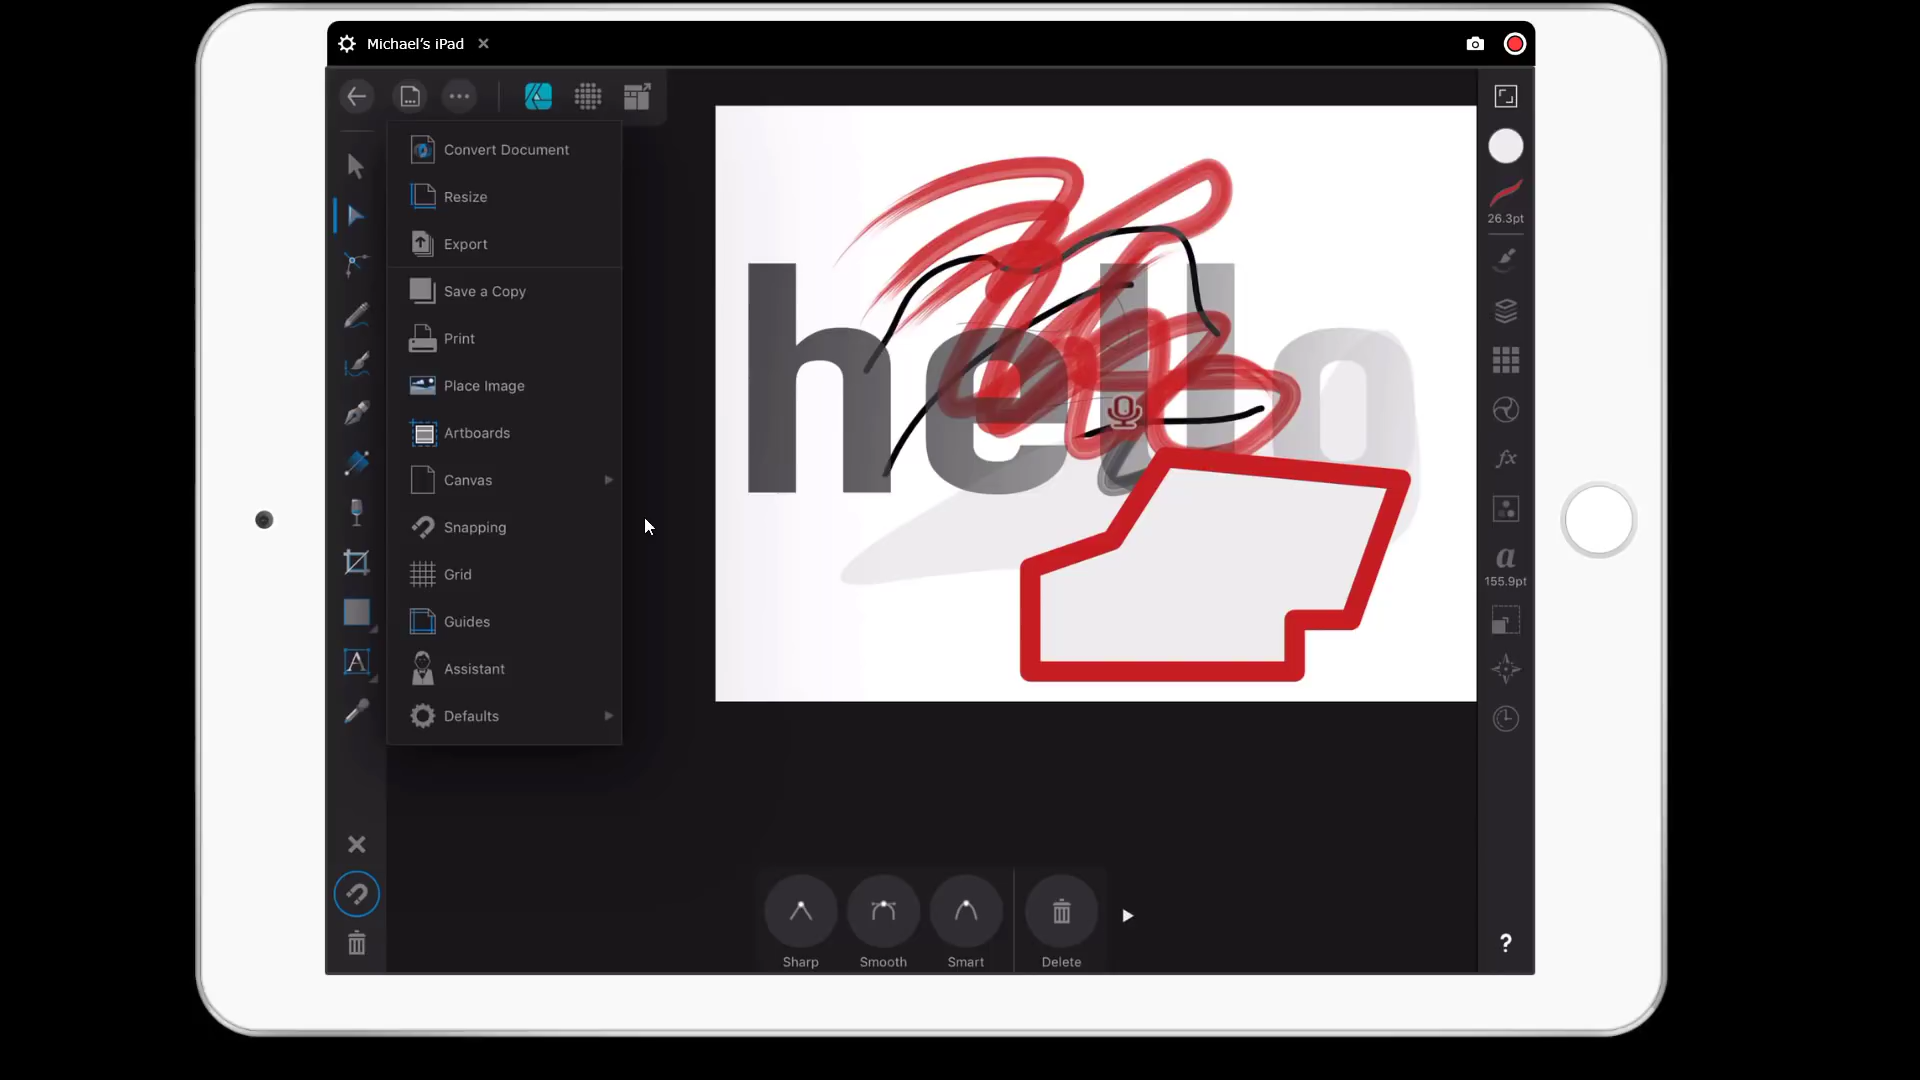 Michael's iPad
Convert Document
Resize
Export
Save a Copy
Print
Place Image
Artboards
Canvas
Snapping
Grid
Guides
Assistant
Defaults
hello
26.3pt
fx
a
155.9pt
?
A
Sharp
Smooth
Smart
Delete